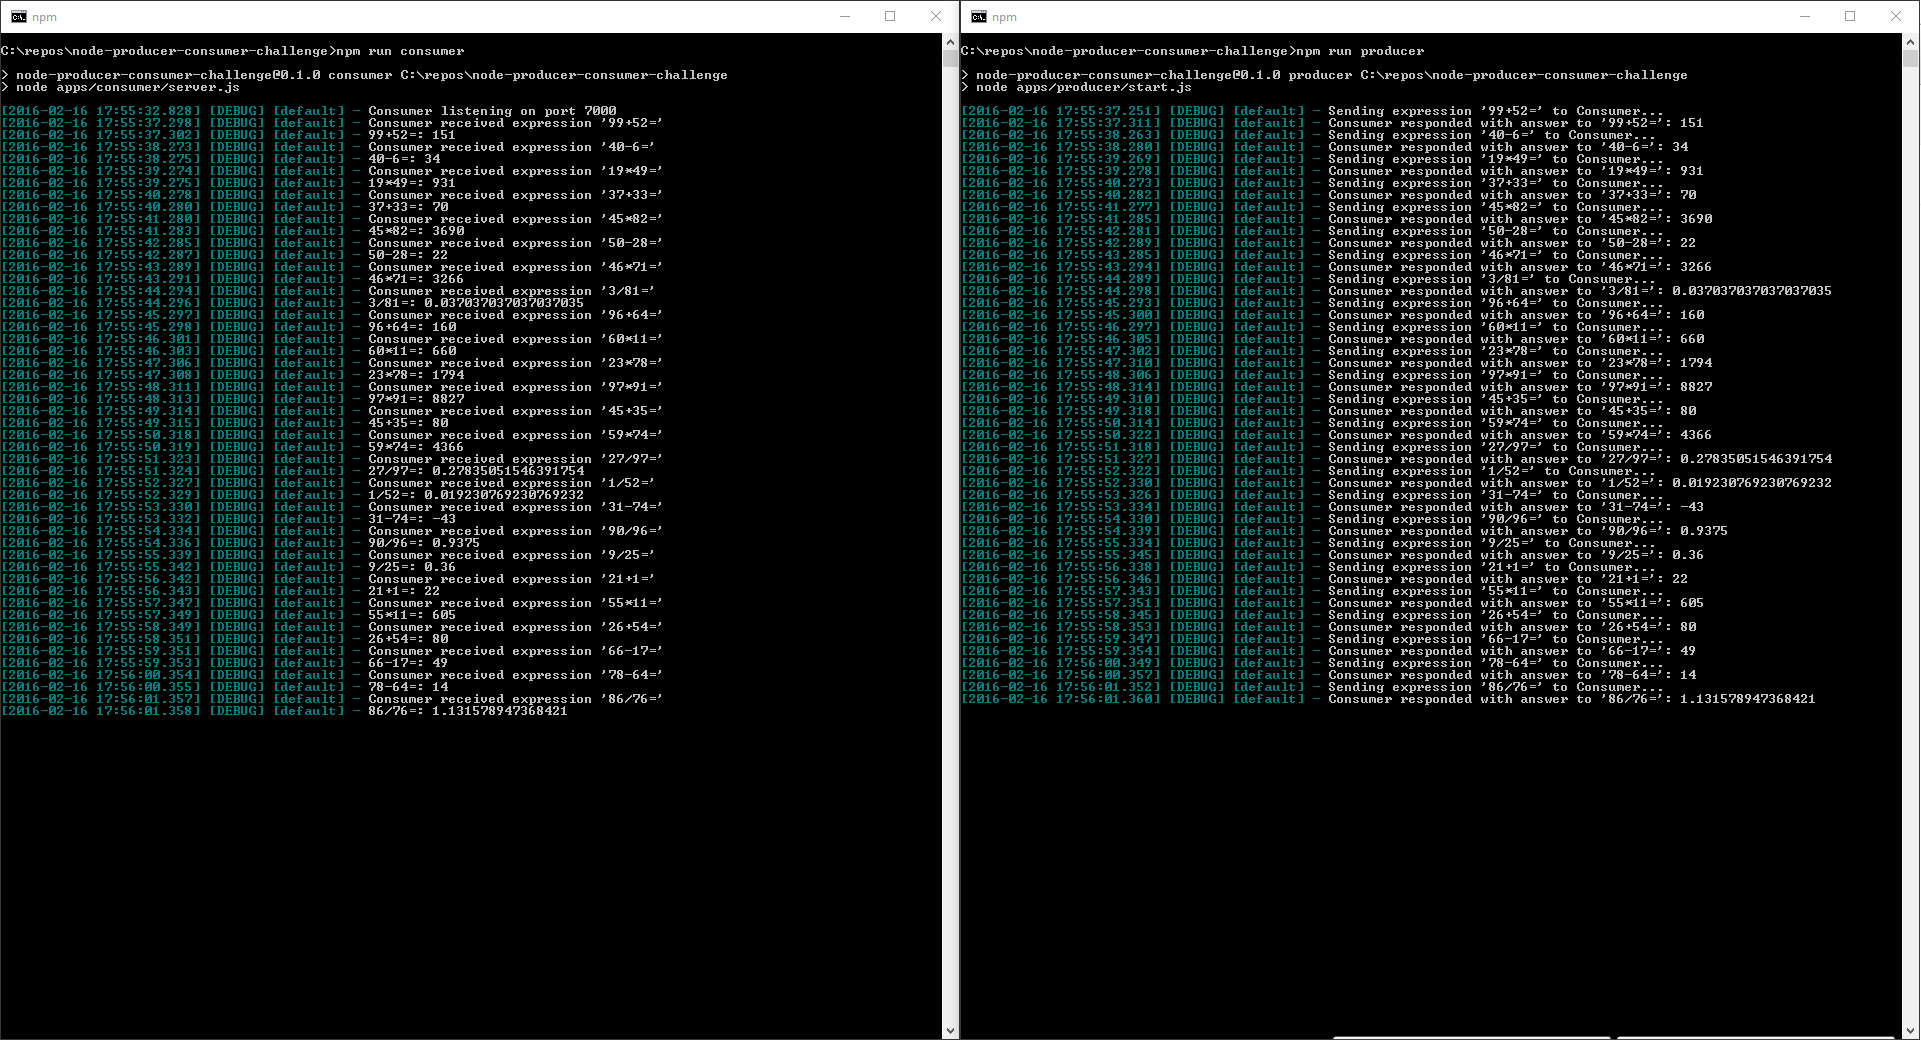 npm
C:\repos\node-producer-consumer-challenge>npm run consumer
> node-producer-consumer-challenge@0.1.0 consumer C:\repos\node-producer-consumer-challenge
> node apps/consumer/server.js
[2016-02-16 17:55:32.828] [DEBUG] [default] - Consumer listening on port 7000
[2016-02-16 17:55:37.298] [DEBUG] [default] - Consumer received expression '99+52='
[2016-02-16 17:55:37.302] [DEBUG] [default] - 99+52=: 151
[2016-02-16 17:55:38.273] [DEBUG] [default] - Consumer received expression '40-6='
[2016-02-16 17:55:38.275] [DEBUG] [default] - 40-6=: 34
[2016-02-16 17:55:39.274] [DEBUG] [default] - Consumer received expression '19*49='
[2016-02-16 17:55:39.275] [DEBUG] [default] - 19*49=: 931
[2016-02-16 17:55:40.278] [DEBUG] [default] - Consumer received expression '37+33='
[2016-02-16 17:55:40.280] [DEBUG] [default] - 37+33=: 70
[2016-02-16 17:55:41.280] [DEBUG] [default] - Consumer received expression '45*82='
[2016-02-16 17:55:41.283] [DEBUG] [default] - 45*82=: 3690
[2016-02-16 17:55:42.285] [DEBUG] [default] - Consumer received expression '50-28='
[2016-02-16 17:55:42.287] [DEBUG] [default] - 50-28=: 22
[2016-02-16 17:55:43.289] [DEBUG] [default] - Consumer received expression '46*71='
[2016-02-16 17:55:43.291] [DEBUG] [default] - 46*71=: 3266
[2016-02-16 17:55:44.294] [DEBUG] [default] - Consumer received expression '3/81='
[2016-02-16 17:55:44.296] [DEBUG] [default] - 3/81=: 0.037037037037037035
[2016-02-16 17:55:45.297] [DEBUG] [default] - Consumer received expression '96+64='
[2016-02-16 17:55:45.298] [DEBUG] [default] - 96+64=: 160
[2016-02-16 17:55:46.301] [DEBUG] [default] - Consumer received expression '60*11='
[2016-02-16 17:55:46.303] [DEBUG] [default] - 60*11=: 660
[2016-02-16 17:55:47.306] [DEBUG] [default] - Consumer received expression '23*78='
[2016-02-16 17:55:47.308] [DEBUG] [default] - 23*78=: 1794
[2016-02-16 17:55:48.311] [DEBUG] [default] - Consumer received expression '97*91='
[2016-02-16 17:55:48.313] [DEBUG] [default] - 97*91=: 8827
[2016-02-16 17:55:49.314] [DEBUG] [default] - Consumer received expression '45+35='
[2016-02-16 17:55:49.315] [DEBUG] [default] - 45+35=: 80
[2016-02-16 17:55:50.318] [DEBUG] [default] - Consumer received expression '59*74='
[2016-02-16 17:55:50.319] [DEBUG] [default] - 59*74=: 4366
[2016-02-16 17:55:51.323] [DEBUG] [default] - Consumer received expression '27/97='
[2016-02-16 17:55:51.324] [DEBUG] [default] - 27/97=: 0.27835051546391754
[2016-02-16 17:55:52.327] [DEBUG] [default] - Consumer received expression '1/52='
[2016-02-16 17:55:52.329] [DEBUG] [default] - 1/52=: 0.019230769230769232
[2016-02-16 17:55:53.330] [DEBUG] [default] - Consumer received expression '31-74='
[2016-02-16 17:55:53.332] [DEBUG] [default] - 31-74=: -43
[2016-02-16 17:55:54.334] [DEBUG] [default] - Consumer received expression '90/96='
[2016-02-16 17:55:54.336] [DEBUG] [default] - 90/96=: 0.9375
[2016-02-16 17:55:55.339] [DEBUG] [default] - Consumer received expression '9/25='
[2016-02-16 17:55:55.342] [DEBUG] [default] - 9/25=: 0.36
[2016-02-16 17:55:56.342] [DEBUG] [default] - Consumer received expression '21+1='
[2016-02-16 17:55:56.343] [DEBUG] [default] - 21+1=: 22
[2016-02-16 17:55:57.347] [DEBUG] [default] - Consumer received expression '55*11='
[2016-02-16 17:55:57.349] [DEBUG] [default] - 55*11=: 605
[2016-02-16 17:55:58.349] [DEBUG] [default] - Consumer received expression '26+54='
[2016-02-16 17:55:58.351] [DEBUG] [default] - 26+54=: 80
[2016-02-16 17:55:59.351] [DEBUG] [default] - Consumer received expression '66-17='
[2016-02-16 17:55:59.353] [DEBUG] [default] - 66-17=: 49
[2016-02-16 17:56:00.354] [DEBUG] [default] - Consumer received expression '78-64='
[2016-02-16 17:56:00.355] [DEBUG] [default] - 78-64=: 14
[2016-02-16 17:56:01.357] [DEBUG] [default] - Consumer received expression '86/76='
[2016-02-16 17:56:01.358] [DEBUG] [default] - 86/76=: 1.131578947368421
npm
C:\repos\node-producer-consumer-challenge>npm run producer
> node-producer-consumer-challenge@0.1.0 producer C:\repos\node-producer-consumer-challenge
> node apps/producer/start.js
[2016-02-16 17:55:37.251] [DEBUG] [default] - Sending expression '99+52=' to Consumer...
[2016-02-16 17:55:37.311] [DEBUG] [default] - Consumer responded with answer to '99+52=': 151
[2016-02-16 17:55:38.263] [DEBUG] [default] - Sending expression '40-6=' to Consumer...
[2016-02-16 17:55:38.280] [DEBUG] [default] - Consumer responded with answer to '40-6=': 34
[2016-02-16 17:55:39.269] [DEBUG] [default] - Sending expression '19*49=' to Consumer...
[2016-02-16 17:55:39.278] [DEBUG] [default] - Consumer responded with answer to '19*49=': 931
[2016-02-16 17:55:40.273] [DEBUG] [default] - Sending expression '37+33=' to Consumer...
[2016-02-16 17:55:40.282] [DEBUG] [default] - Consumer responded with answer to '37+33=': 70
[2016-02-16 17:55:41.277] [DEBUG] [default] - Sending expression '45*82=' to Consumer...
[2016-02-16 17:55:41.285] [DEBUG] [default] - Consumer responded with answer to '45*82=': 3690
[2016-02-16 17:55:42.281] [DEBUG] [default] - Sending expression '50-28=' to Consumer...
[2016-02-16 17:55:42.289] [DEBUG] [default] - Consumer responded with answer to '50-28=': 22
[2016-02-16 17:55:43.285] [DEBUG] [default] - Sending expression '46*71=' to Consumer...
[2016-02-16 17:55:43.294] [DEBUG] [default] - Consumer responded with answer to '46*71=': 3266
[2016-02-16 17:55:44.289] [DEBUG] [default] - Sending expression '3/81=' to Consumer...
[2016-02-16 17:55:44.298] [DEBUG] [default] - Consumer responded with answer to '3/81=': 0.037037037037037035
[2016-02-16 17:55:45.293] [DEBUG] [default] - Sending expression '96+64=' to Consumer...
[2016-02-16 17:55:45.300] [DEBUG] [default] - Consumer responded with answer to '96+64=': 160
[2016-02-16 17:55:46.297] [DEBUG] [default] - Sending expression '60*11=' to Consumer...
[2016-02-16 17:55:46.305] [DEBUG] [default] - Consumer responded with answer to '60*11=': 660
[2016-02-16 17:55:47.302] [DEBUG] [default] - Sending expression '23*78=' to Consumer...
[2016-02-16 17:55:47.310] [DEBUG] [default] - Consumer responded with answer to '23*78=': 1794
[2016-02-16 17:55:48.306] [DEBUG] [default] - Sending expression '97*91=' to Consumer...
[2016-02-16 17:55:48.314] [DEBUG] [default] - Consumer responded with answer to '97*91=': 8827
[2016-02-16 17:55:49.310] [DEBUG] [default] - Sending expression '45+35=' to Consumer...
[2016-02-16 17:55:49.318] [DEBUG] [default] - Consumer responded with answer to '45+35=': 80
[2016-02-16 17:55:50.314] [DEBUG] [default] - Sending expression '59*74=' to Consumer...
[2016-02-16 17:55:50.322] [DEBUG] [default] - Consumer responded with answer to '59*74=': 4366
[2016-02-16 17:55:51.318] [DEBUG] [default] - Sending expression '27/97=' to Consumer...
[2016-02-16 17:55:51.327] [DEBUG] [default] - Consumer responded with answer to '27/97=': 0.27835051546391754
[2016-02-16 17:55:52.322] [DEBUG] [default] - Sending expression '1/52=' to Consumer...
[2016-02-16 17:55:52.330] [DEBUG] [default] - Consumer responded with answer to '1/52=': 0.019230769230769232
[2016-02-16 17:55:53.326] [DEBUG] [default] - Sending expression '31-74=' to Consumer...
[2016-02-16 17:55:53.334] [DEBUG] [default] - Consumer responded with answer to '31-74=': -43
[2016-02-16 17:55:54.330] [DEBUG] [default] - Sending expression '90/96=' to Consumer...
[2016-02-16 17:55:54.339] [DEBUG] [default] - Consumer responded with answer to '90/96=': 0.9375
[2016-02-16 17:55:55.334] [DEBUG] [default] - Sending expression '9/25=' to Consumer...
[2016-02-16 17:55:55.345] [DEBUG] [default] - Consumer responded with answer to '9/25=': 0.36
[2016-02-16 17:55:56.338] [DEBUG] [default] - Sending expression '21+1=' to Consumer...
[2016-02-16 17:55:56.346] [DEBUG] [default] - Consumer responded with answer to '21+1=': 22
[2016-02-16 17:55:57.343] [DEBUG] [default] - Sending expression '55*11=' to Consumer...
[2016-02-16 17:55:57.351] [DEBUG] [default] - Consumer responded with answer to '55*11=': 605
[2016-02-16 17:55:58.345] [DEBUG] [default] - Sending expression '26+54=' to Consumer...
[2016-02-16 17:55:58.353] [DEBUG] [default] - Consumer responded with answer to '26+54=': 80
[2016-02-16 17:55:59.347] [DEBUG] [default] - Sending expression '66-17=' to Consumer...
[2016-02-16 17:55:59.354] [DEBUG] [default] - Consumer responded with answer to '66-17=': 49
[2016-02-16 17:56:00.349] [DEBUG] [default] - Sending expression '78-64=' to Consumer...
[2016-02-16 17:56:00.357] [DEBUG] [default] - Consumer responded with answer to '78-64=': 14
[2016-02-16 17:56:01.352] [DEBUG] [default] - Sending expression '86/76=' to Consumer...
[2016-02-16 17:56:01.360] [DEBUG] [default] - Consumer responded with answer to '86/76=': 1.131578947368421